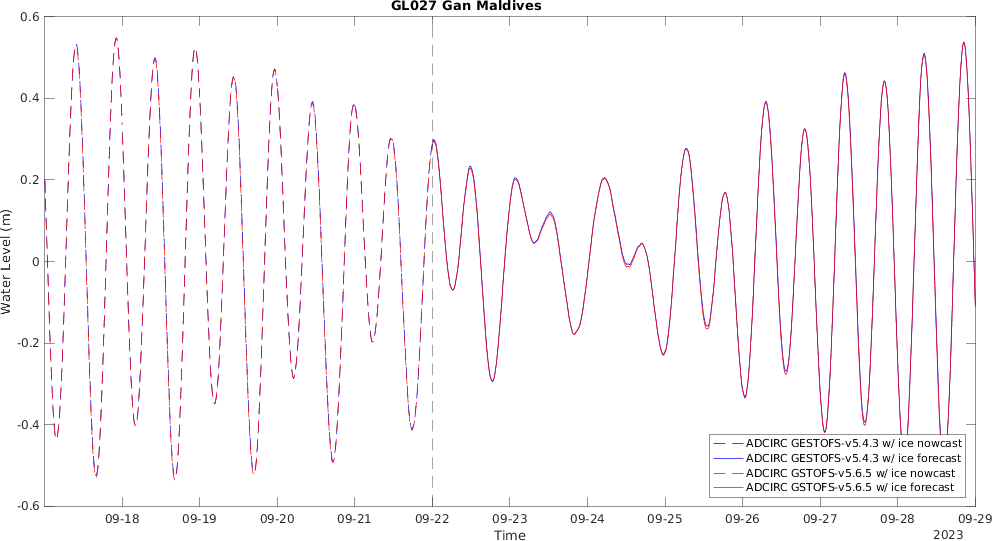 GL027 Gan Maldives
0.6
0.4
0.2
0
-0.2
-0.4
-0.6
Water Level (m)
ADCIRC GESTOFS-v5.4.3 w/ ice nowcast
ADCIRC GESTOFS-v5.4.3 w/ ice forecast
ADCIRC GSTOFS-v5.6.5 w/ ice nowcast
ADCIRC GSTOFS-v5.6.5 w/ ice forecast
09-18 09-19 09-20 09-21 09-22 09-23 09-24 09-25 09-26 09-27 09-28 09-29
Time
2023